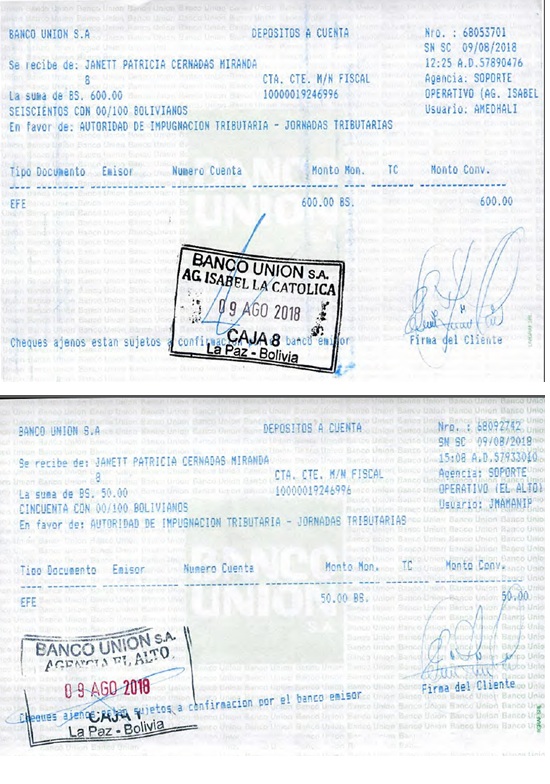 BANCO UNION S.A DEPOSITOS A CUENTA Nro. : 68053701
SN SC 09/08/2018
Se recibe de: JANETT PATRICIA CERNADAS MIRANDA 12:25 A.D.57890476
8 CTA. CTE. M/N FISCAL Agencia: SOPORTE
La suma de BS. 600.00 10000019246996 OPERATIVO (AG. ISABEL
SEISCIENTOS CON 00/100 BOLIVIANOS Usuario: AMEDHALI
En favor de: AUTORIDAD DE IMPUGNACION TRIBUTARIA - JORNADAS TRIBUTARIAS
Tipo Documento Emisor Numero Cuenta Monto Mon. TC Monto Conv.
EFE 600.00 BS. 600.00
BANCO UNION
BANCO UNION S.A.
AG. ISABEL LA CATOLICA
09 AGO 2018
CAJA 8
La Paz - Bolivia
Cheques ajenos estan sujetos a confirmacion por el banco emisor Firma del Cliente
BANCO UNION S.A DEPOSITOS A CUENTA Nro. : 68092742
SN SC 09/08/2018
Se recibe de: JANETT PATRICIA CERNADAS MIRANDA 15:08 A.D.57933010
8 CTA. CTE. M/N FISCAL Agencia: SOPORTE
La suma de BS. 50.00 10000019246996 OPERATIVO (EL ALTO)
CINCUENTA CON 00/100 BOLIVIANOS Usuario: JMAMANIP
En favor de: AUTORIDAD DE IMPUGNACION TRIBUTARIA - JORNADAS TRIBUTARIAS
Tipo Documento Emisor Numero Cuenta Monto Mon. TC Monto Conv.
EFE 50.00 BS. 50.00
BANCO UNION S.A
BANCO UNION S.A.
AGENCIA EL ALTO
09 AGO 2018
CAJA 1
La Paz - Bolivia
Cheques ajenos estan sujetos a confirmacion por el banco emisor Firma del Cliente